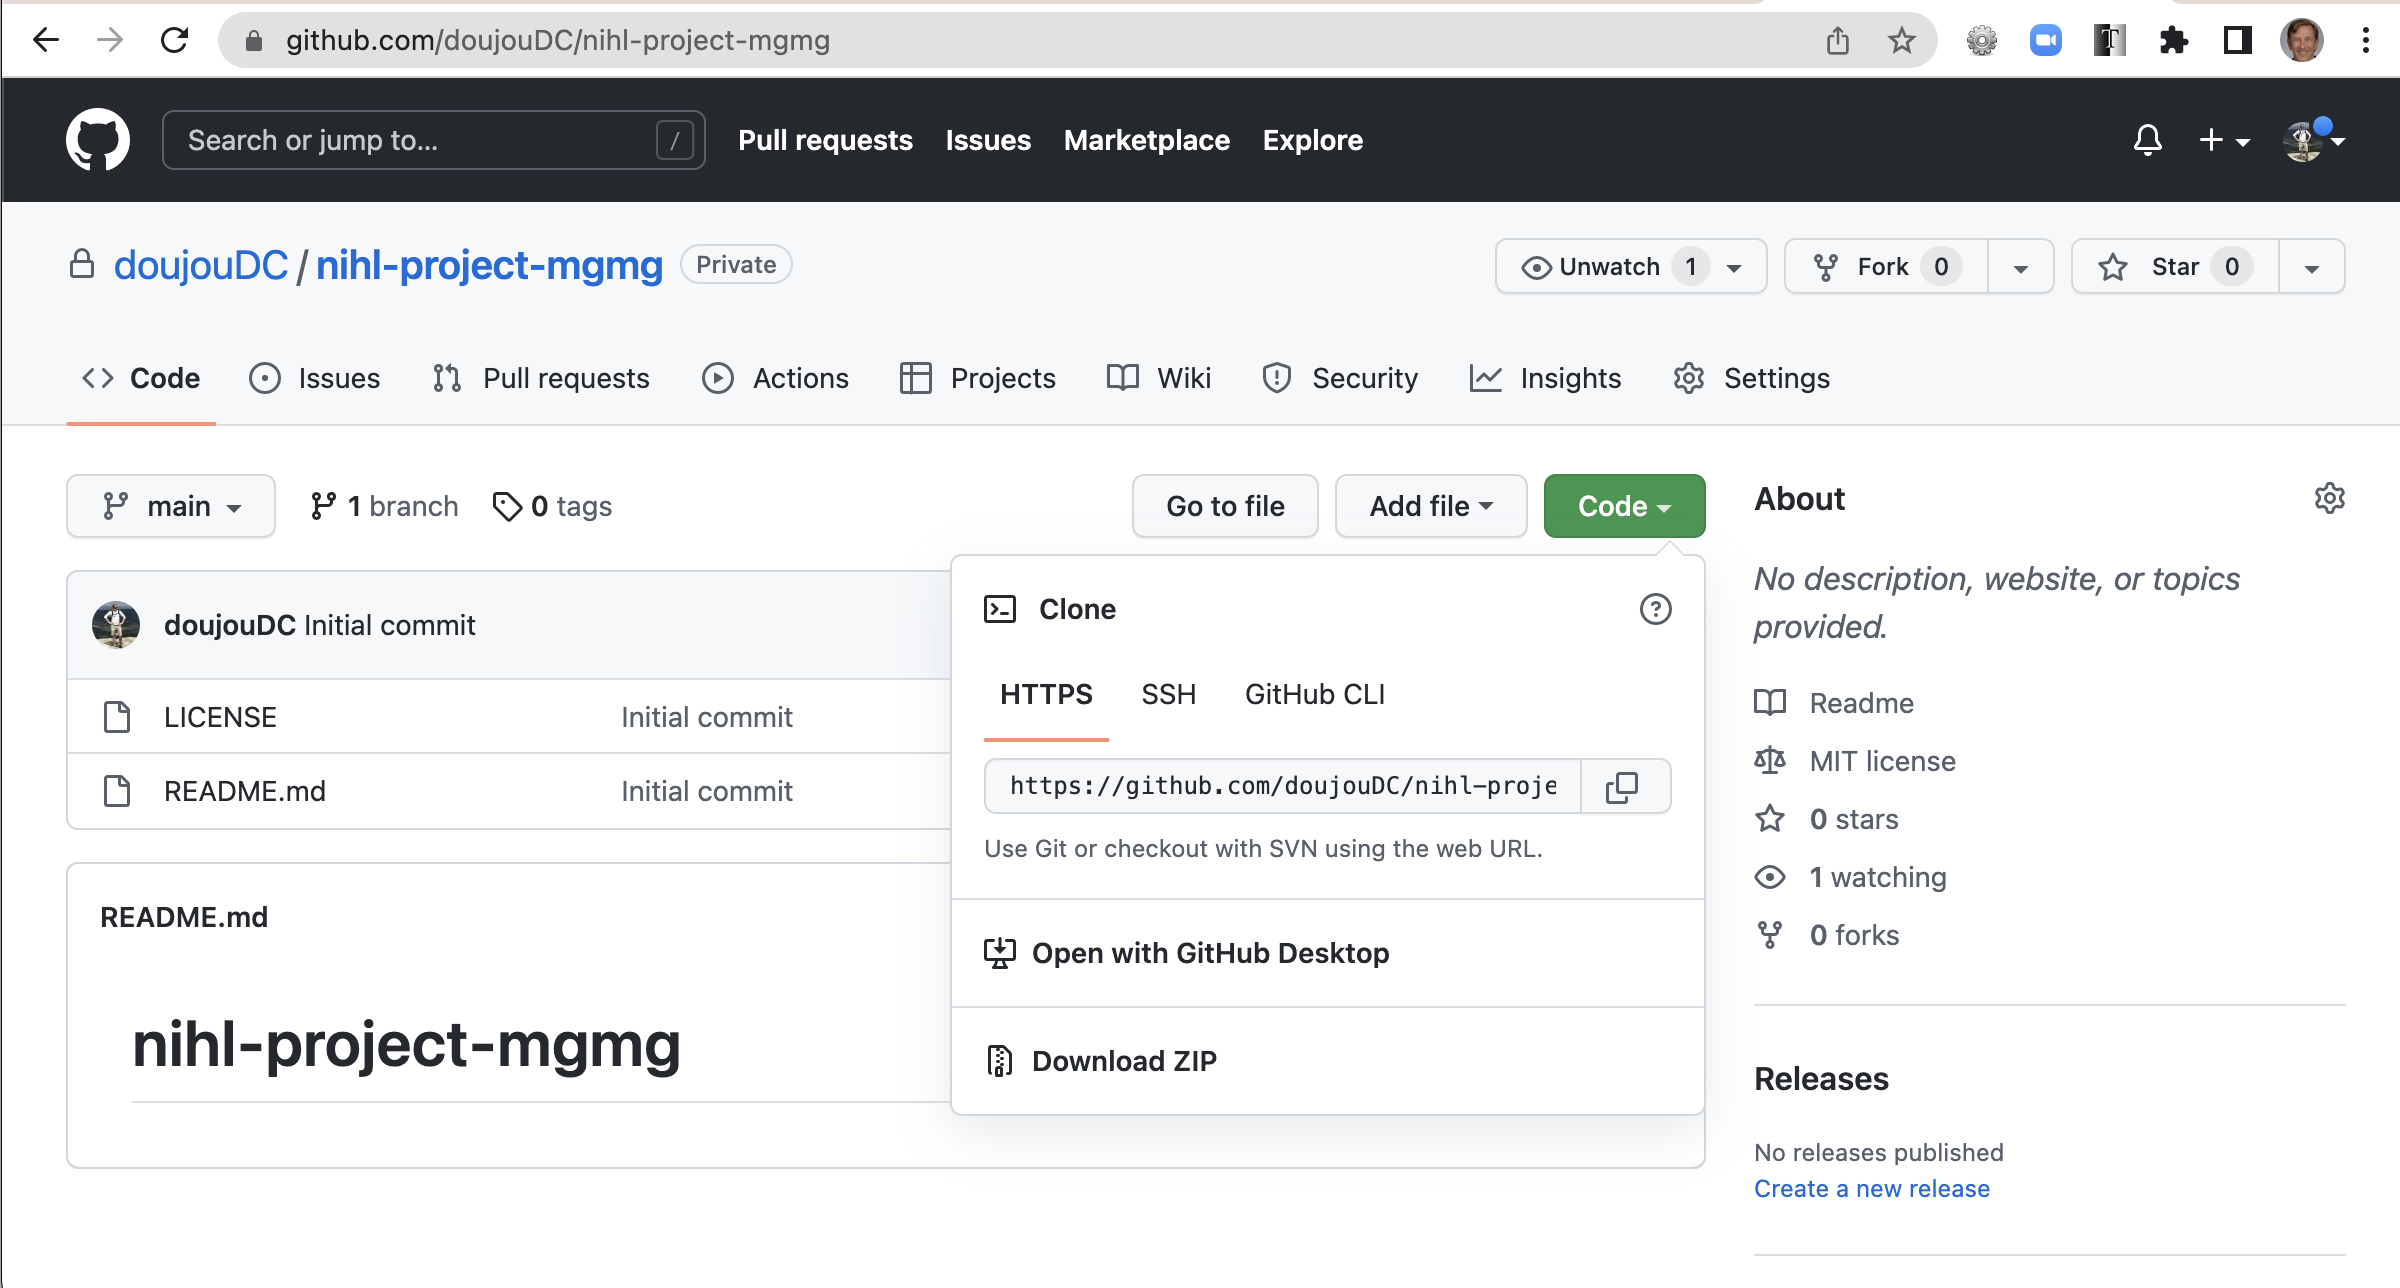 github.com/doujouDC/nihl-project-mgmg
Search or jump to... /
Pull requests Issues Marketplace Explore
doujouDC / nihl-project-mgmg Private
Unwatch 1 Fork 0 Star 0
Code Issues Pull requests Actions Projects Wiki Security Insights Settings
main 1 branch 0 tags Go to file Add file Code
doujouDC Initial commit
LICENSE Initial commit
README.md Initial commit
README.md
nihl-project-mgmg
Clone
HTTPS SSH GitHub CLI
https://github.com/doujouDC/nihl-proje
Use Git or checkout with SVN using the web URL.
Open with GitHub Desktop
Download ZIP
About
No description, website, or topics
provided.
Readme
MIT license
0 stars
1 watching
0 forks
Releases
No releases published
Create a new release